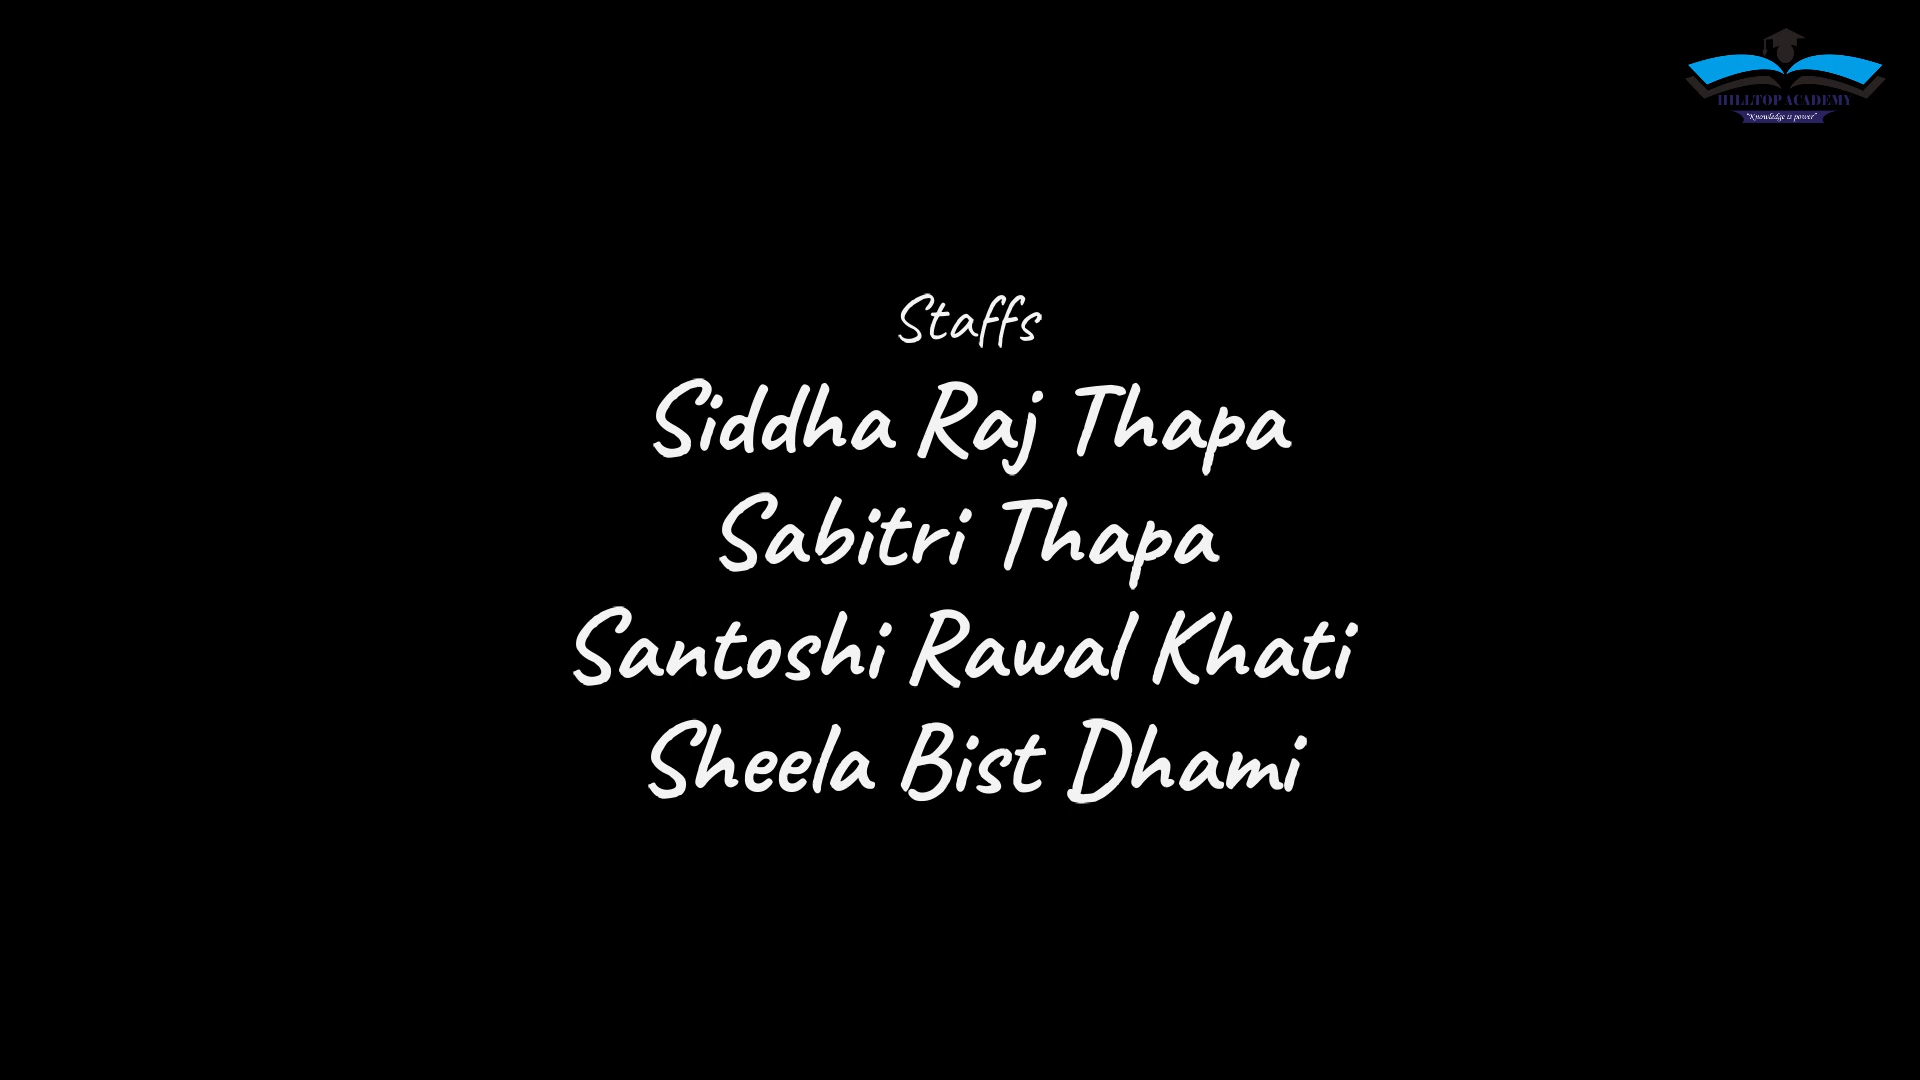 HILLTOP ACADEMY
"Knowledge is power"
Staffs
Siddha Raj Thapa
Sabitri Thapa
Santoshi Rawal Khati
Sheela Bist Dhami